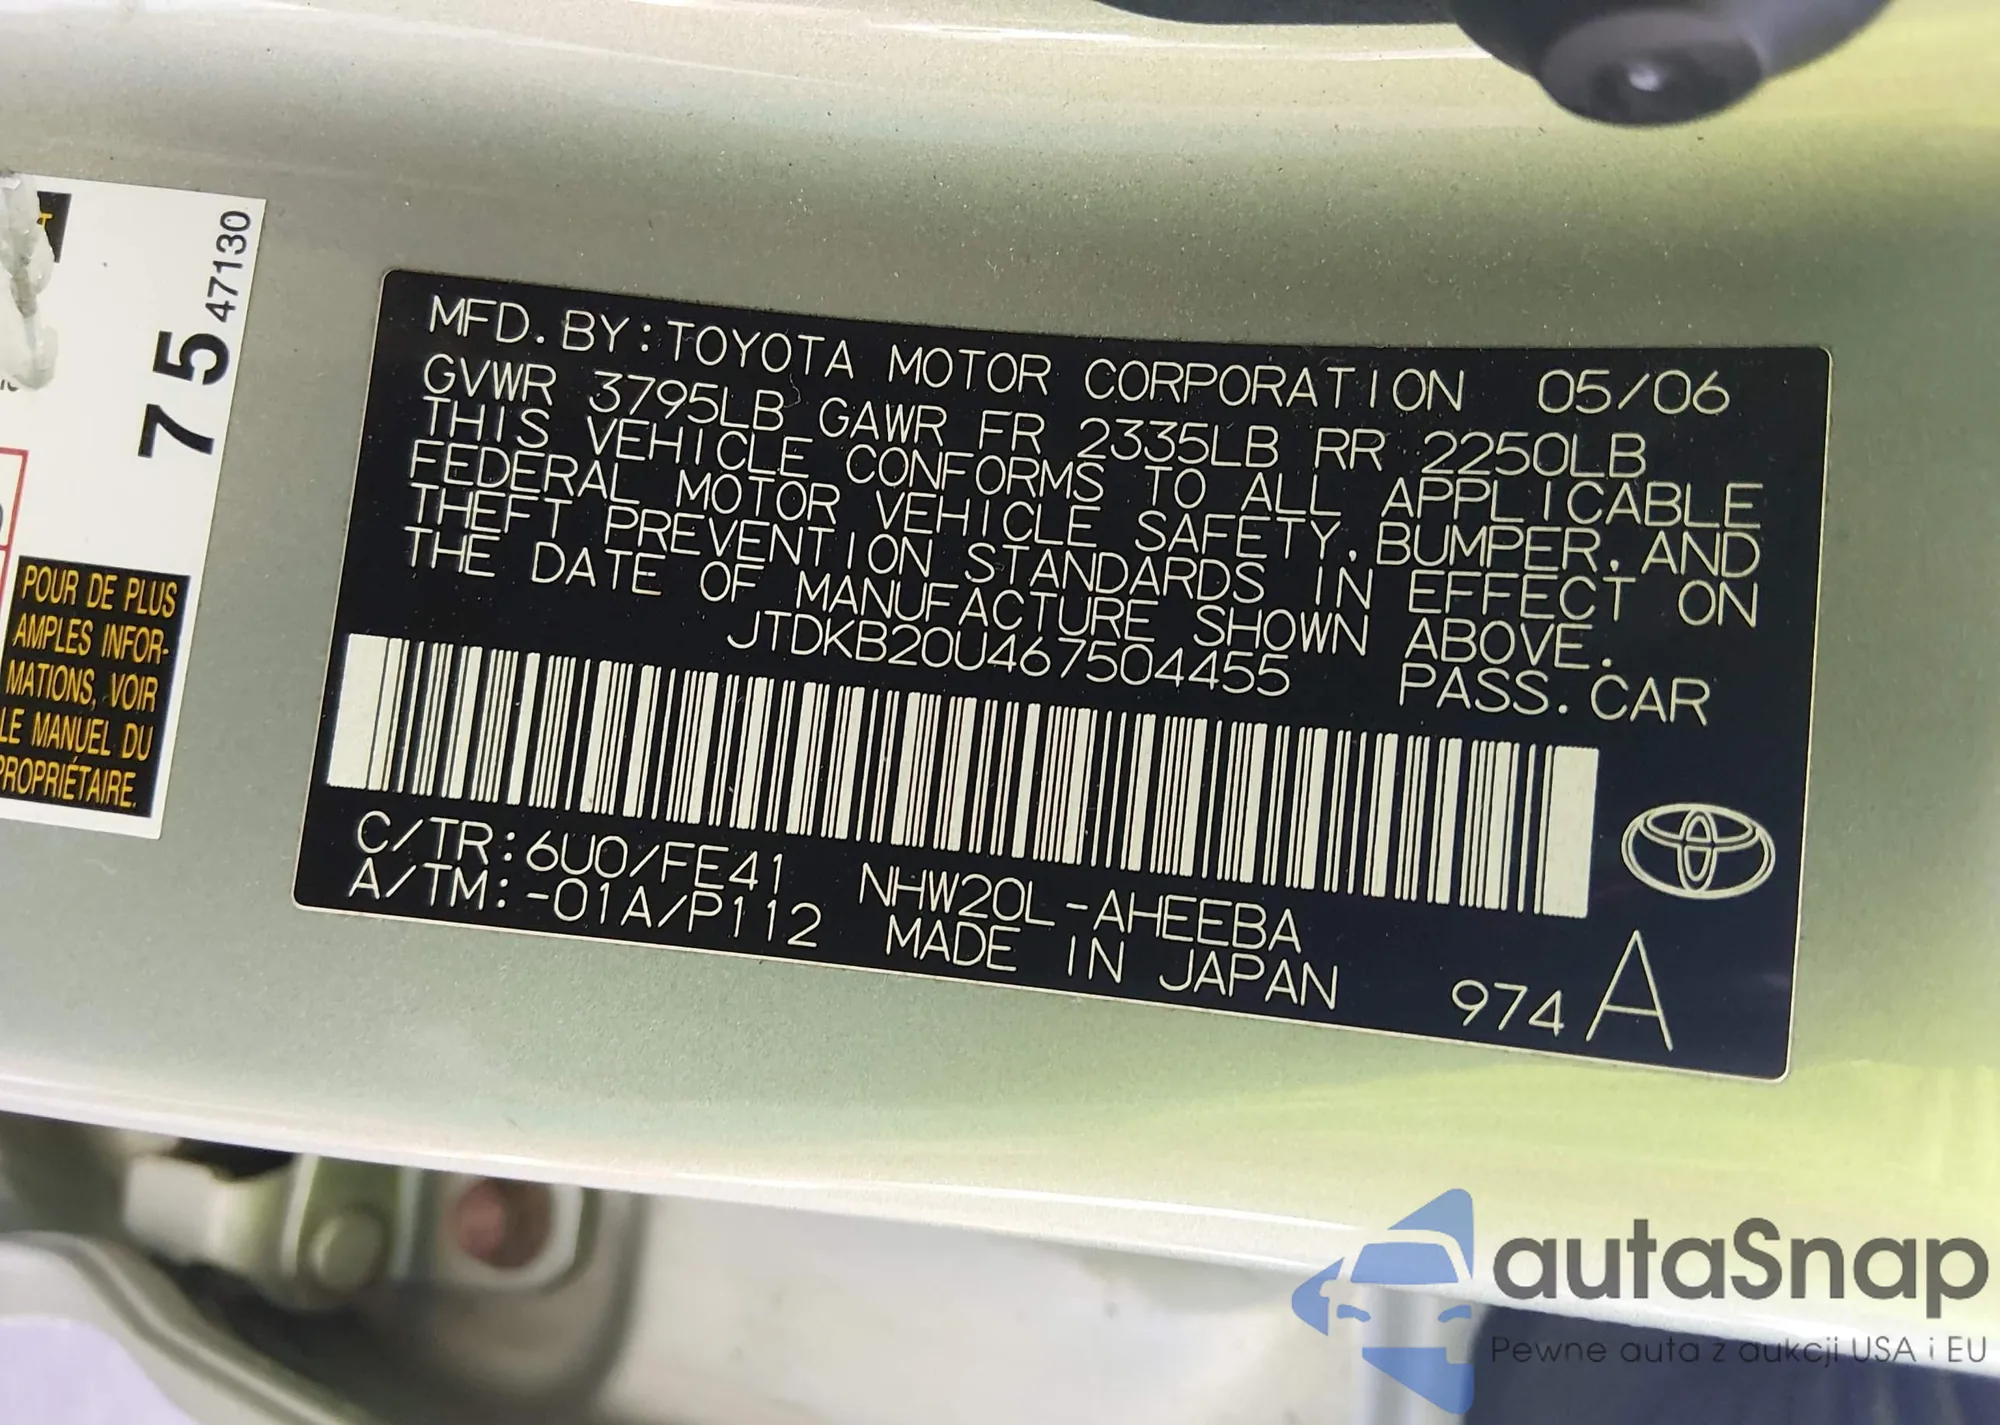 75 47130
POUR DE PLUS
AMPLES INFOR-
MATIONS, VOIR
LE MANUEL DU
PROPRIÉTAIRE.
MFD. BY: TOYOTA MOTOR CORPORATION 05/06
GVWR 3795LB GAWR FR 2335LB RR 2250LB
THIS VEHICLE CONFORMS TO ALL APPLICABLE
FEDERAL MOTOR VEHICLE SAFETY, BUMPER, AND
THEFT PREVENTION STANDARDS IN EFFECT ON
THE DATE OF MANUFACTURE SHOWN ABOVE.
JTDKB20U467504455 PASS. CAR
C/TR: 6U0/FE41 NHW20L-AHEEBA
A/TM: -01A/P112 MADE IN JAPAN 974 A
autaSnap
Pewne auta z aukcji USA i EU